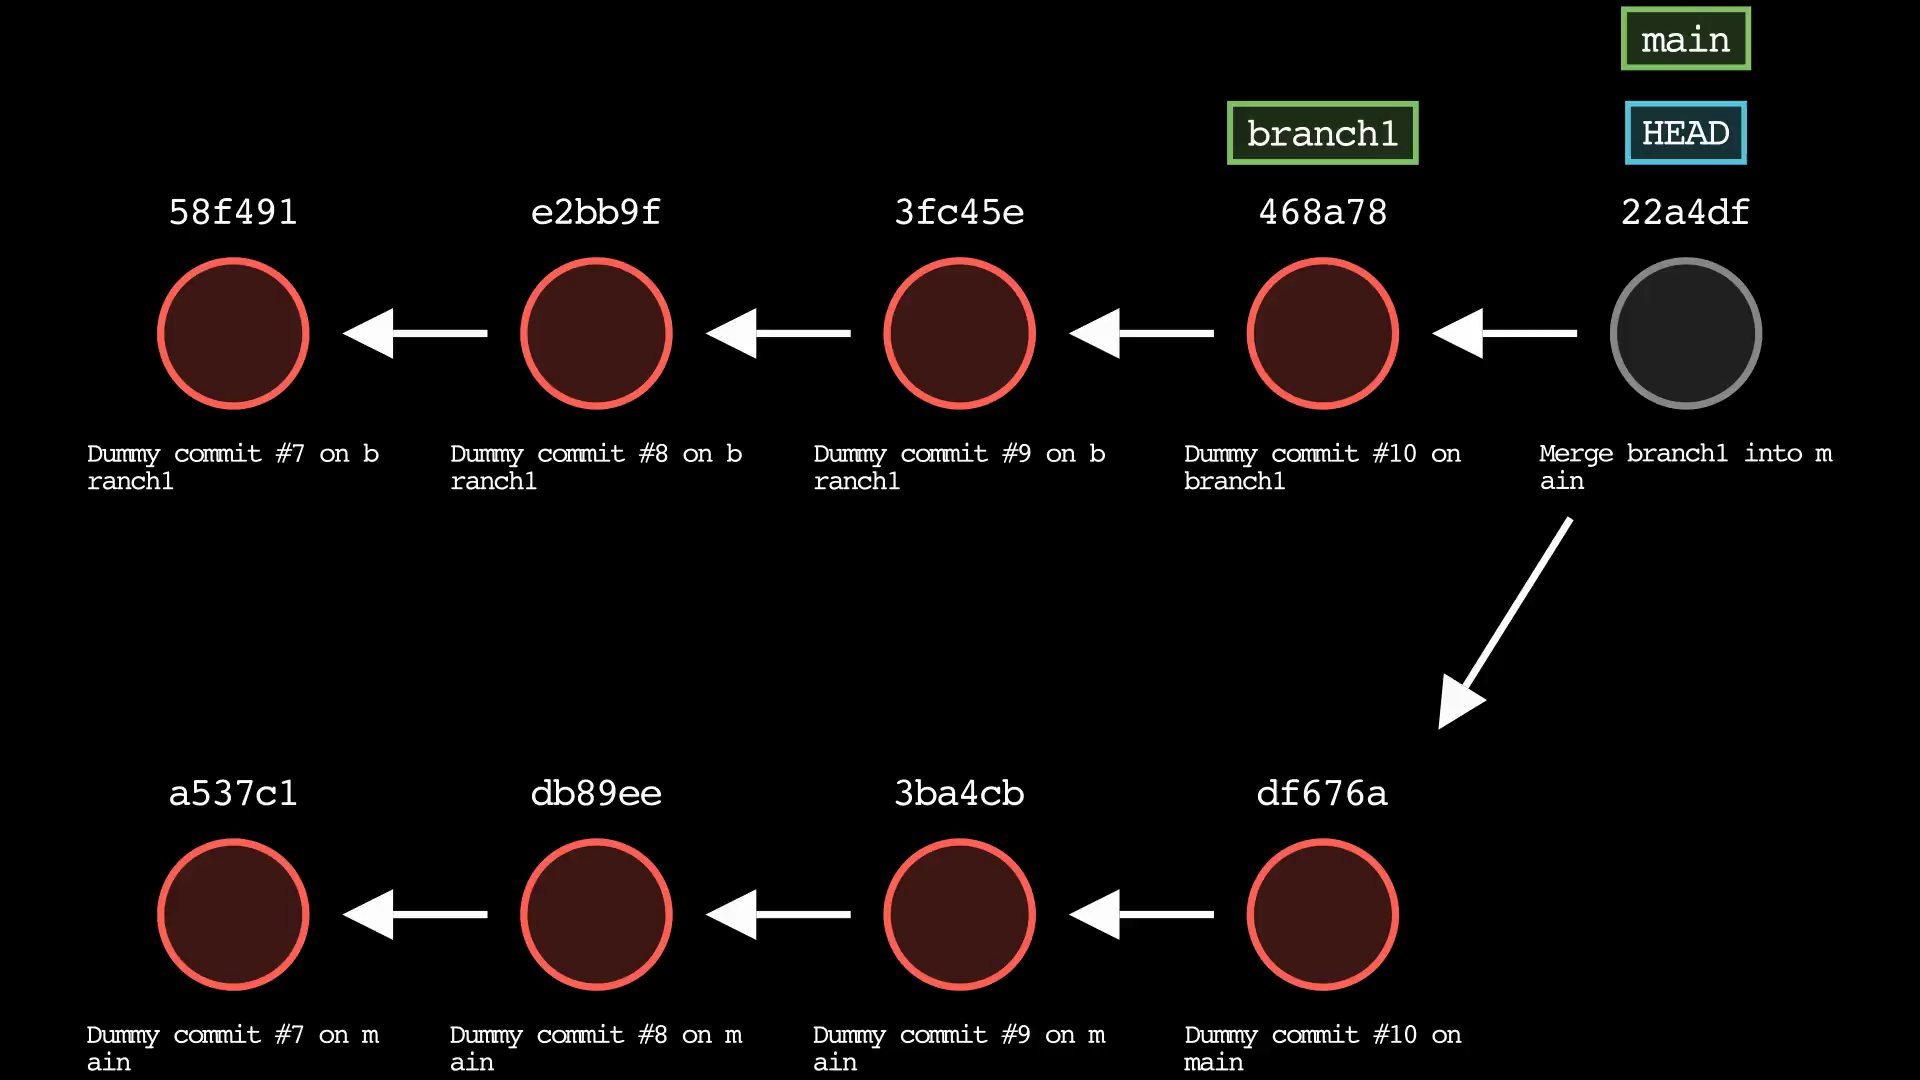 main
branch1
HEAD
58f491
e2bb9f
3fc45e
468a78
22a4df
Dummy commit #7 on b
ranch1
Dummy commit #8 on b
ranch1
Dummy commit #9 on b
ranch1
Dummy commit #10 on
branch1
Merge branch1 into m
ain
a537c1
db89ee
3ba4cb
df676a
Dummy commit #7 on m
ain
Dummy commit #8 on m
ain
Dummy commit #9 on m
ain
Dummy commit #10 on
main